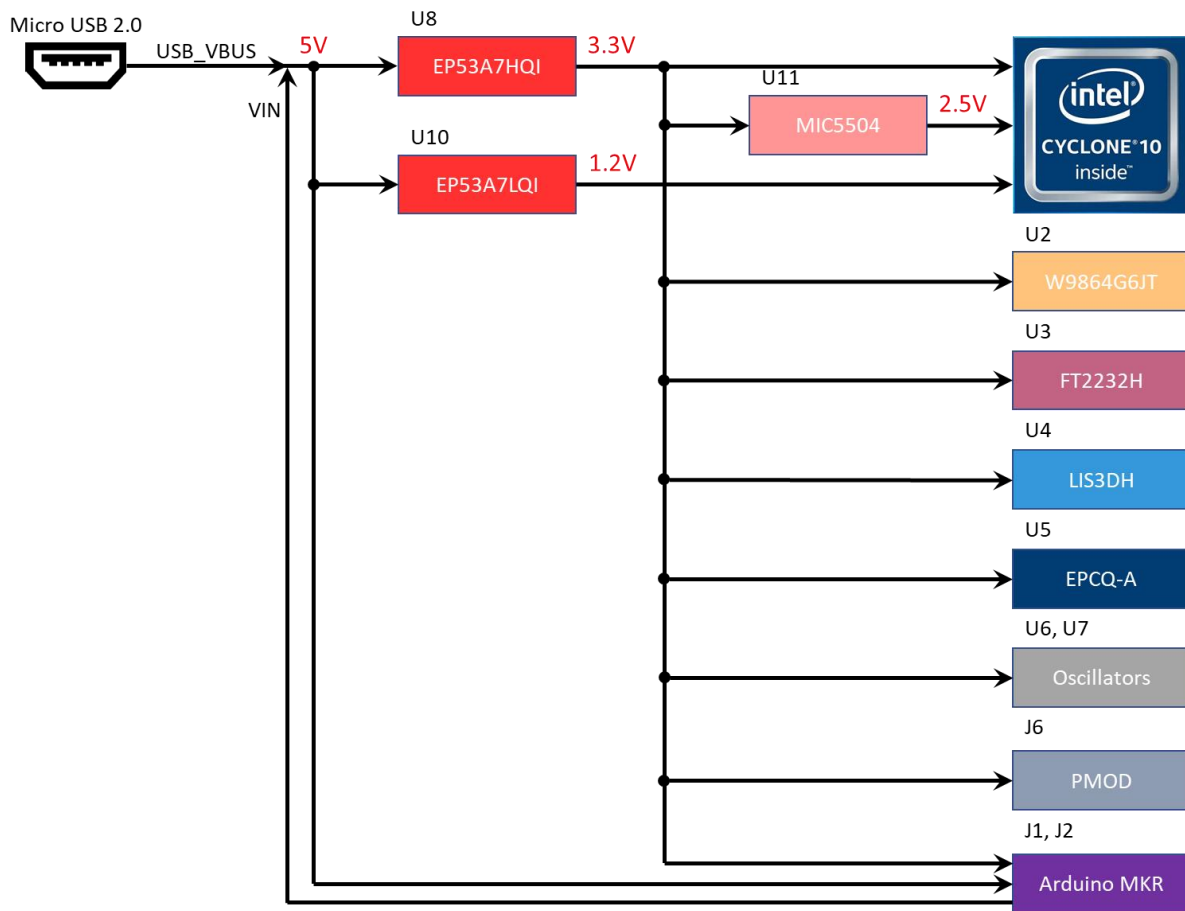 Micro USB 2.0
USB_VBUS
5V
VIN
U8
EP53A7HQI
3.3V
U11
MIC5504
2.5V
U10
EP53A7LQI
1.2V
intel
CYCLONE® 10
inside™
U2
W9864G6JT
U3
FT2232H
U4
LIS3DH
U5
EPCQ-A
U6, U7
Oscillators
J6
PMOD
J1, J2
Arduino MKR